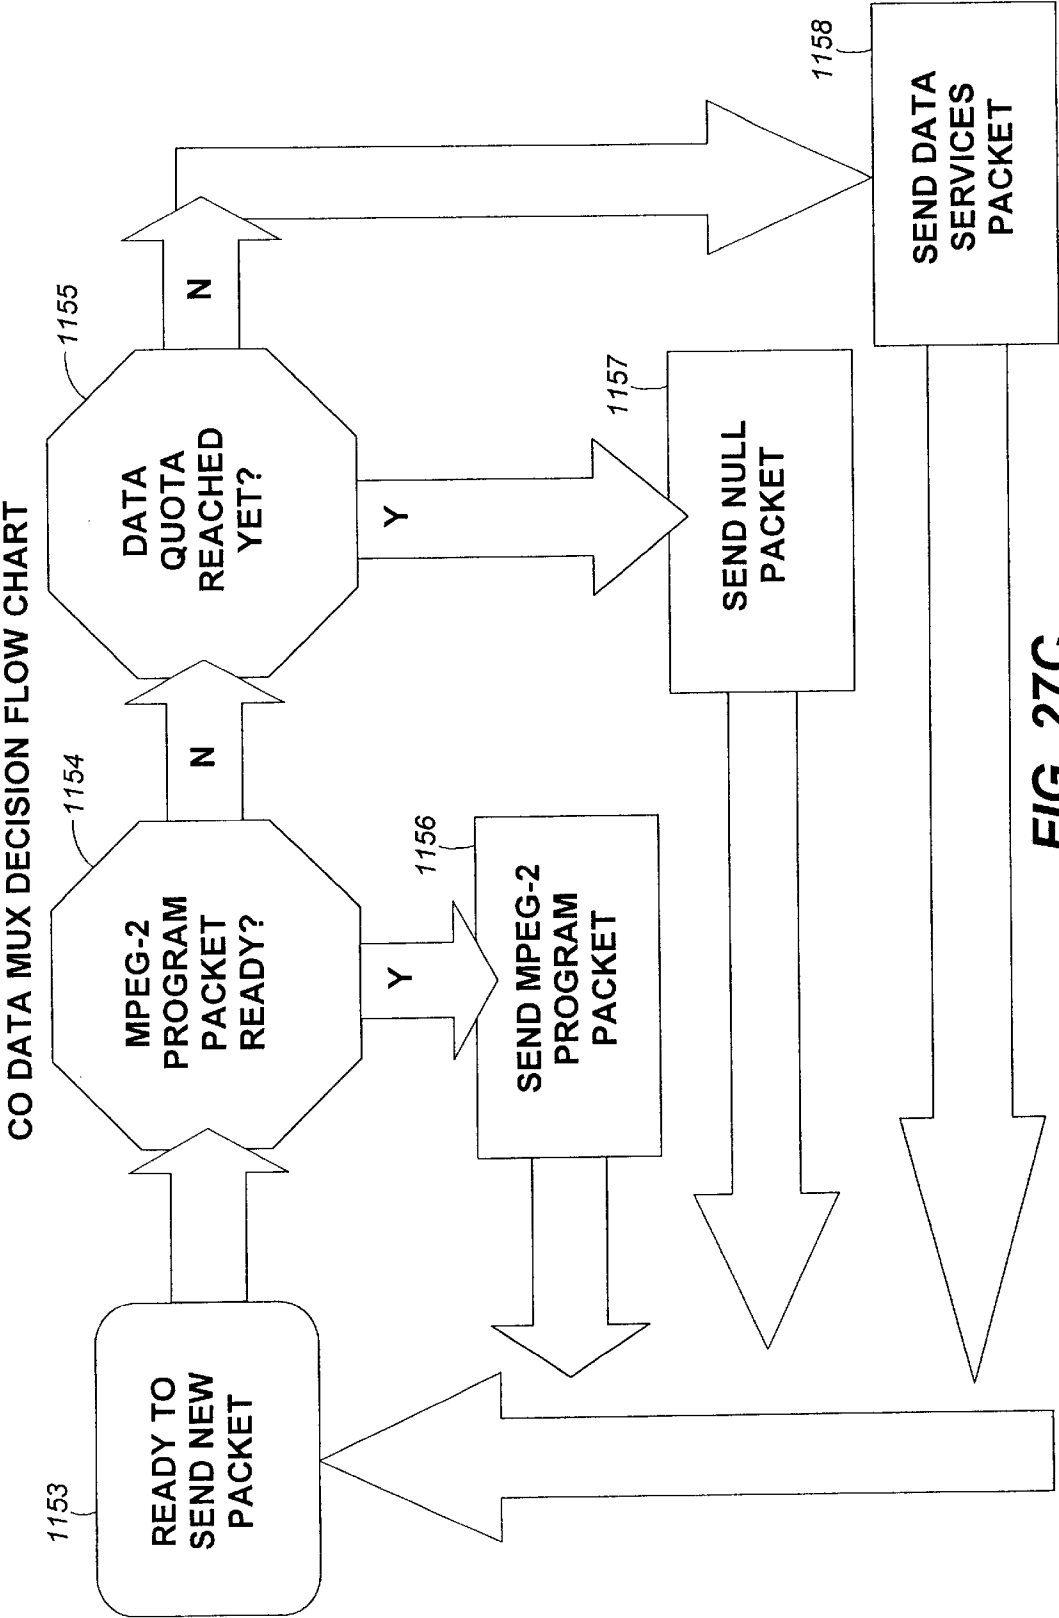 CO DATA MUX DECISION FLOW CHART
1153
READY TO
SEND NEW
PACKET
1154
MPEG-2
PROGRAM
PACKET
READY?
N
1155
DATA
QUOTA
REACHED
YET?
N
Y
1156
SEND MPEG-2
PROGRAM
PACKET
Y
1157
SEND NULL
PACKET
1158
SEND DATA
SERVICES
PACKET
FIG. 27C